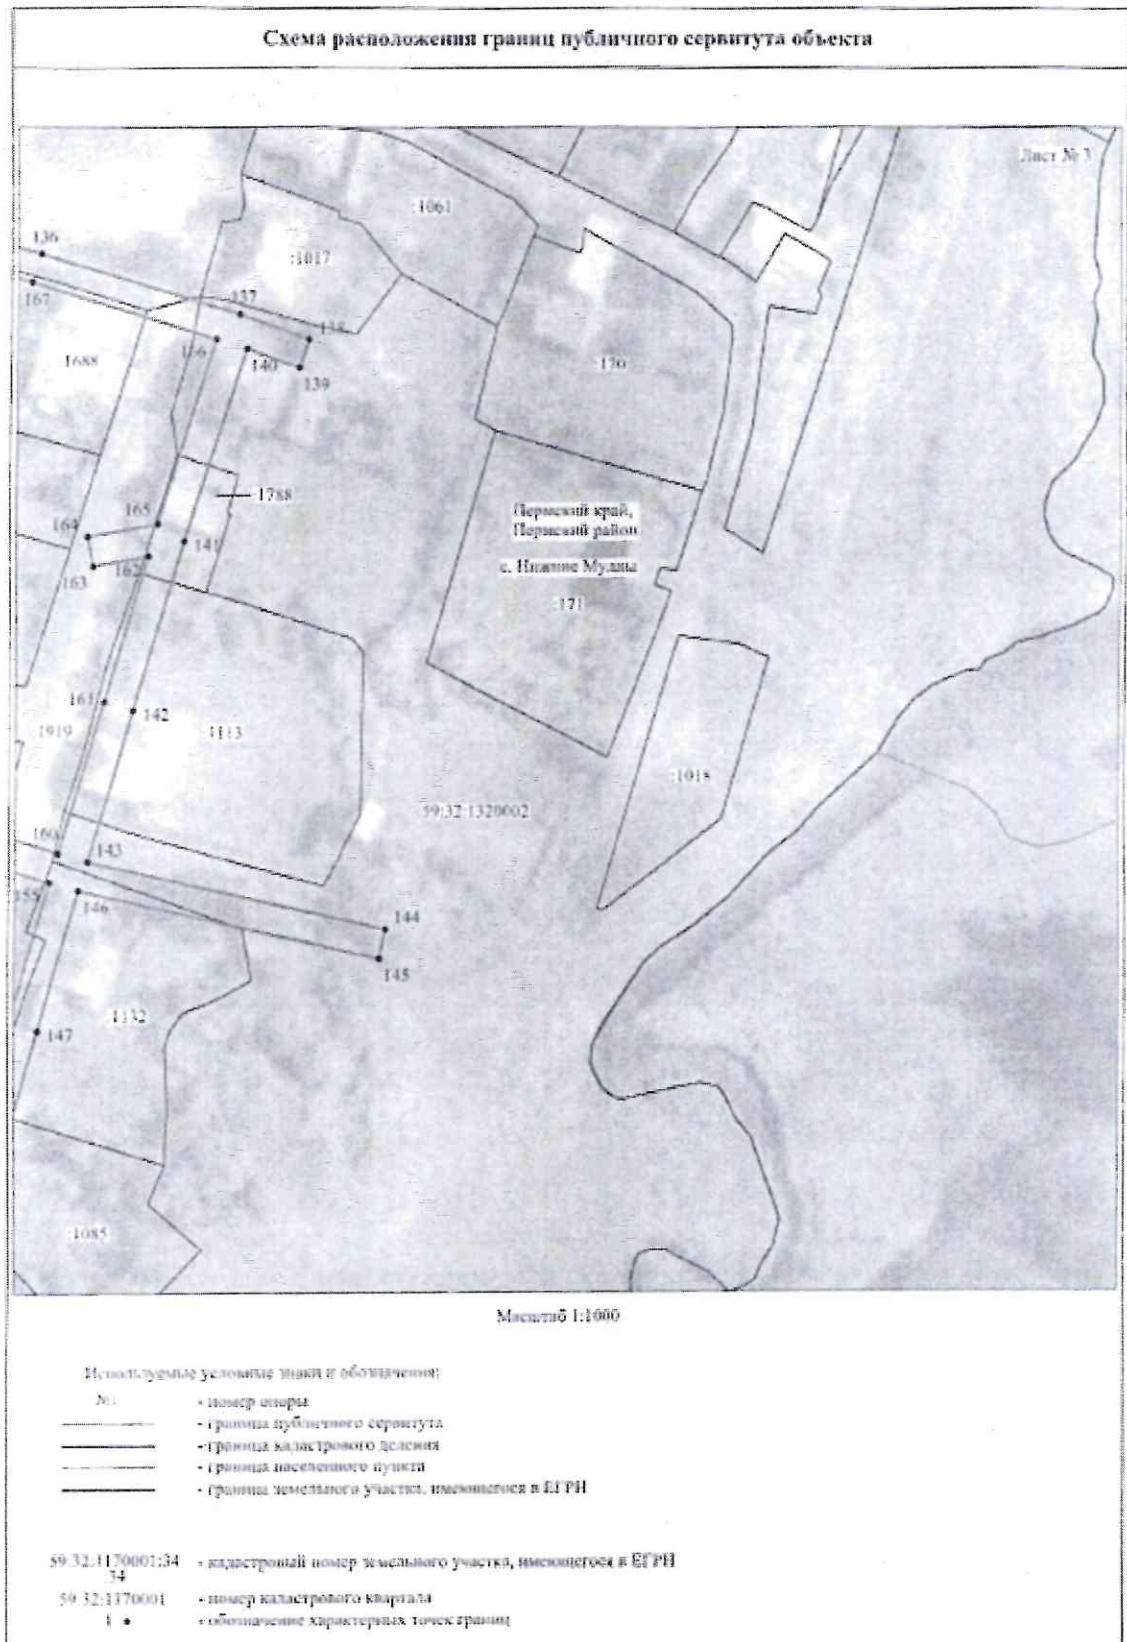 Схема расположения границ публичного сервитута объекта
Лист № 3
:1061
136
:1017
167
137
138
166
140
139
1688
:170
1788
165
164
141
162
163
Пермский край,
Пермский район
с. Нижние Муллы
:171
161
142
1919
:1113
:1018
59:32:1320002
160
143
155
146
144
145
:1132
147
:1085
Масштаб 1:1000
Используемые условные знаки и обозначения:
- номер опоры
- граница публичного сервитута
- граница кадастрового деления
- граница населенного пункта
- граница земельного участка, имеющегося в ЕГРН
59:32:1170001:34 - кадастровый номер земельного участка, имеющегося в ЕГРН
:34
59:32:1170001 - номер кадастрового квартала
1 • - обозначение характерных точек границ